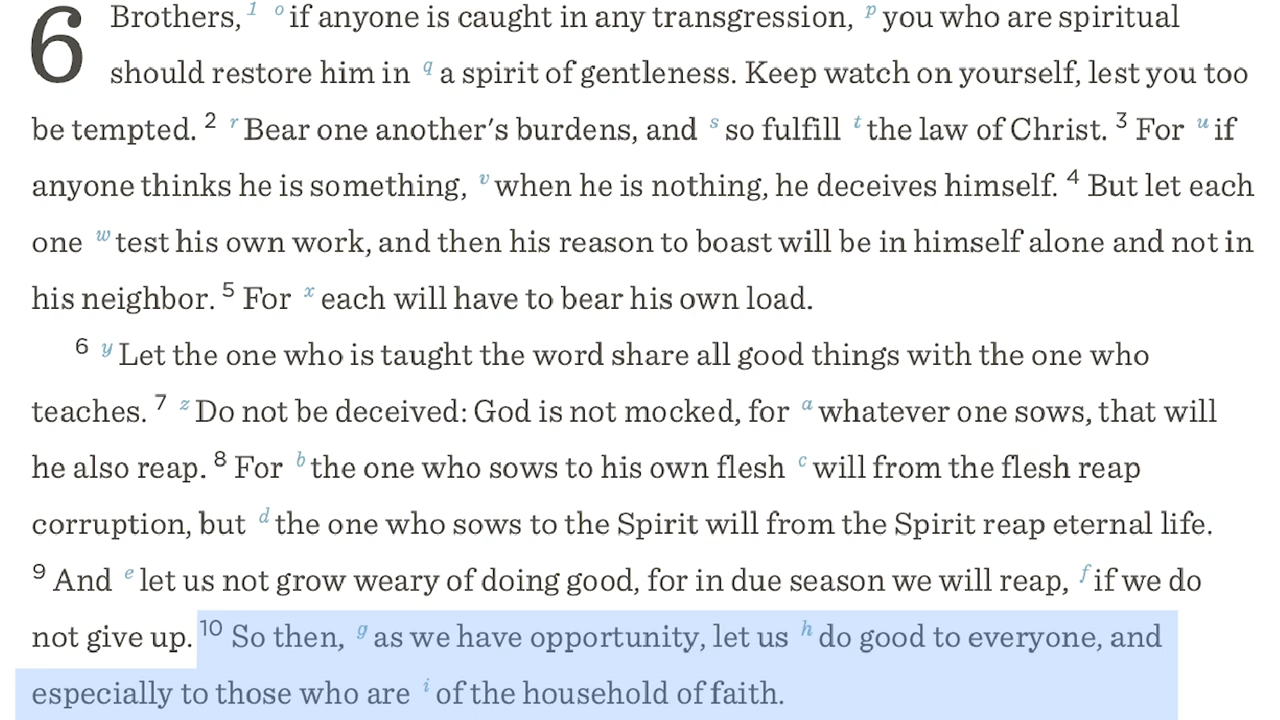 6 Brothers, 1 o if anyone is caught in any transgression, p you who are spiritual
should restore him in q a spirit of gentleness. Keep watch on yourself, lest you too
be tempted. 2 r Bear one another's burdens, and s so fulfill t the law of Christ. 3 For u if
anyone thinks he is something, v when he is nothing, he deceives himself. 4 But let each
one w test his own work, and then his reason to boast will be in himself alone and not in
his neighbor. 5 For x each will have to bear his own load.
6 y Let the one who is taught the word share all good things with the one who
teaches. 7 z Do not be deceived: God is not mocked, for a whatever one sows, that will
he also reap. 8 For b the one who sows to his own flesh c will from the flesh reap
corruption, but d the one who sows to the Spirit will from the Spirit reap eternal life.
9 And e let us not grow weary of doing good, for in due season we will reap, f if we do
not give up. 10 So then, g as we have opportunity, let us h do good to everyone, and
especially to those who are i of the household of faith.